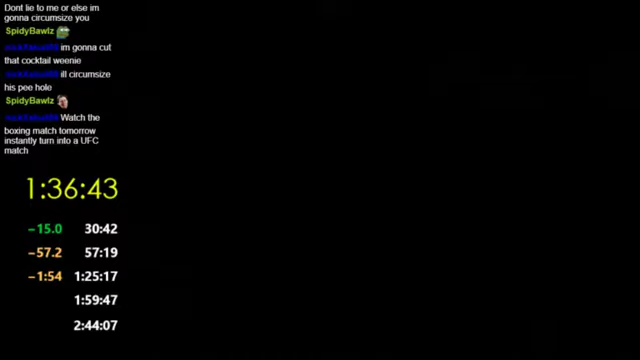 Dont lie to me or else im
gonna circumsize you
SpidyBawlz
im gonna cut
that cocktail weenie
ill circumsize
his pee hole
SpidyBawlz
Watch the
boxing match tomorrow
instantly turn into a UFC
match
1:36:43
−15.0 30:42
−57.2 57:19
−1:54 1:25:17
1:59:47
2:44:07